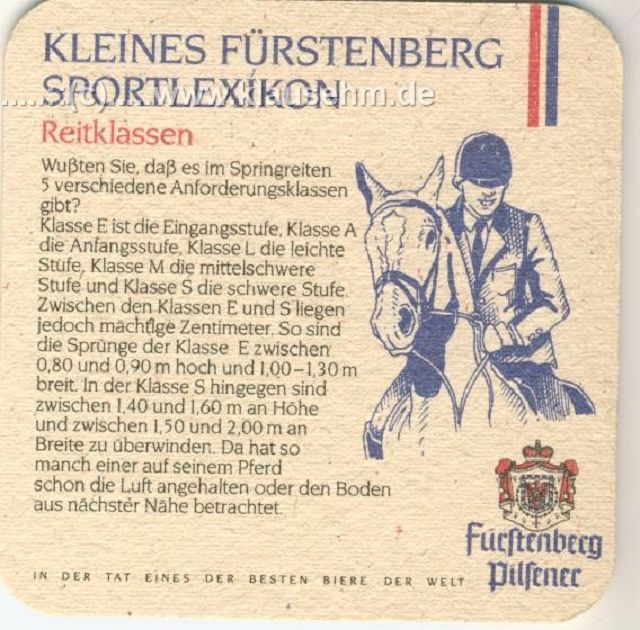 KLEINES FÜRSTENBERG
SPORTLEXIKON
.........(c).....www.klausehm.de
Reitklassen
Wußten Sie, daß es im Springreiten
5 verschiedene Anforderungsklassen
gibt?
Klasse E ist die Eingangsstufe, Klasse A
die Anfangsstufe, Klasse L die leichte
Stufe, Klasse M die mittelschwere
Stufe und Klasse S die schwere Stufe.
Zwischen den Klassen E und S liegen
jedoch mächtige Zentimeter. So sind
die Sprünge der Klasse E zwischen
0,80 und 0,90 m hoch und 1,00–1,30 m
breit. In der Klasse S hingegen sind
zwischen 1,40 und 1,60 m an Höhe
und zwischen 1,50 und 2,00 m an
Breite zu überwinden. Da hat so
manch einer auf seinem Pferd
schon die Luft angehalten oder den Boden
aus nächster Nähe betrachtet.
Fürstenberg
Pilsener
IN DER TAT EINES DER BESTEN BIERE DER WELT